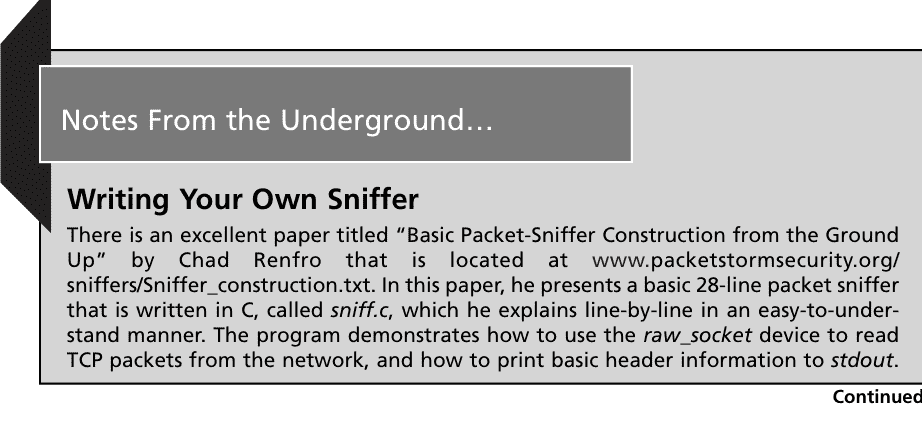 Notes From the Underground…
Writing Your Own Sniffer
There is an excellent paper titled “Basic Packet-Sniffer Construction from the Ground
Up” by Chad Renfro that is located at www.packetstormsecurity.org/
sniffers/Sniffer_construction.txt. In this paper, he presents a basic 28-line packet sniffer
that is written in C, called sniff.c, which he explains line-by-line in an easy-to-under-
stand manner. The program demonstrates how to use the raw_socket device to read
TCP packets from the network, and how to print basic header information to stdout.
Continued